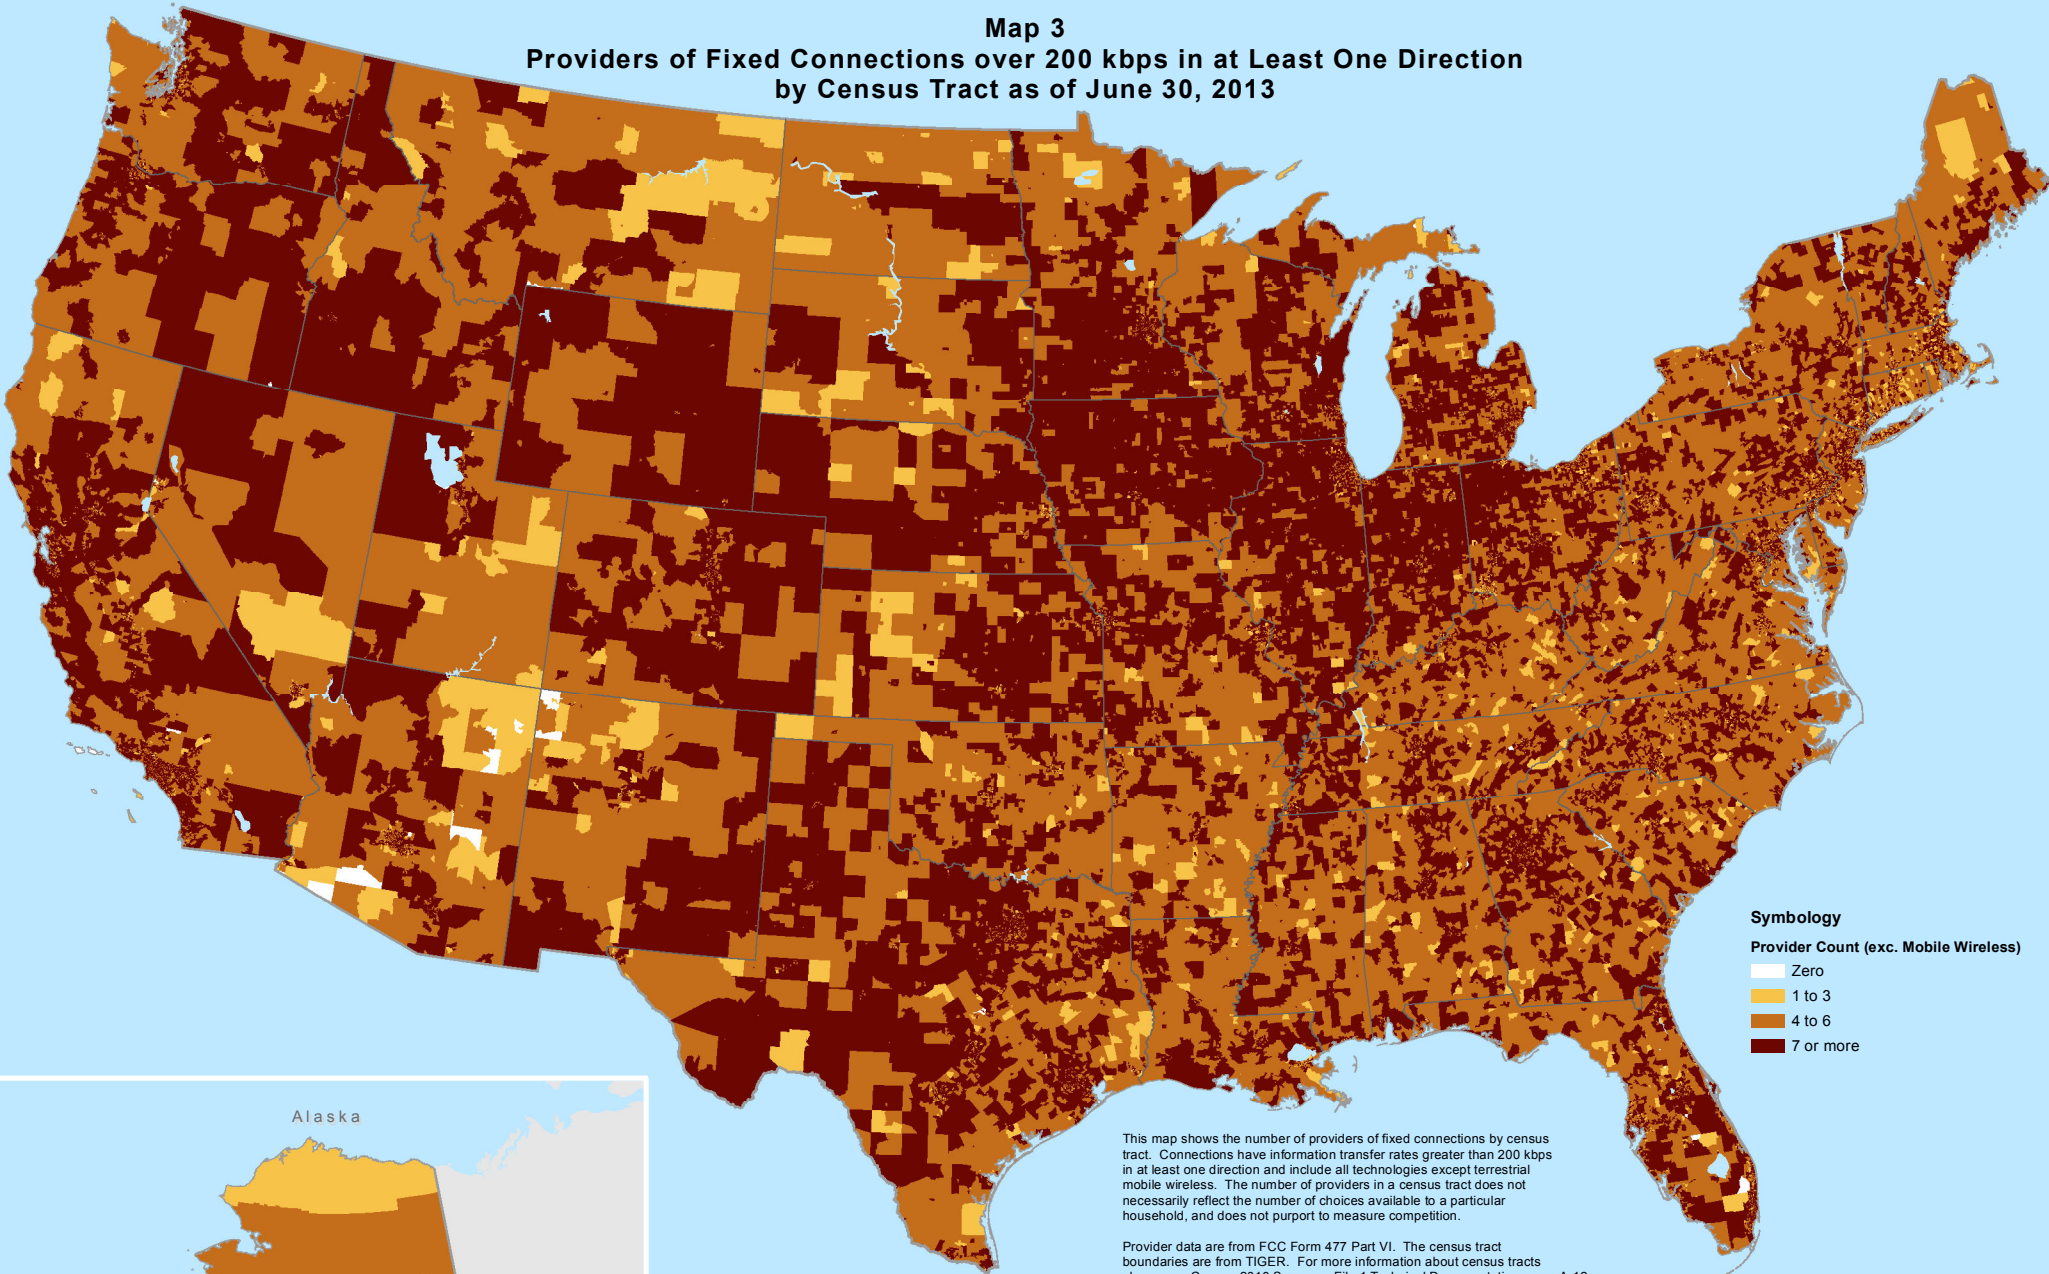 Map 3
Providers of Fixed Connections over 200 kbps in at Least One Direction
by Census Tract as of June 30, 2013
Symbology
Provider Count (exc. Mobile Wireless)
Zero
1 to 3
4 to 6
7 or more
Alaska
This map shows the number of providers of fixed connections by census
tract. Connections have information transfer rates greater than 200 kbps
in at least one direction and include all technologies except terrestrial
mobile wireless. The number of providers in a census tract does not
necessarily reflect the number of choices available to a particular
household, and does not purport to measure competition.
Provider data are from FCC Form 477 Part VI. The census tract
boundaries are from TIGER. For more information about census tracts